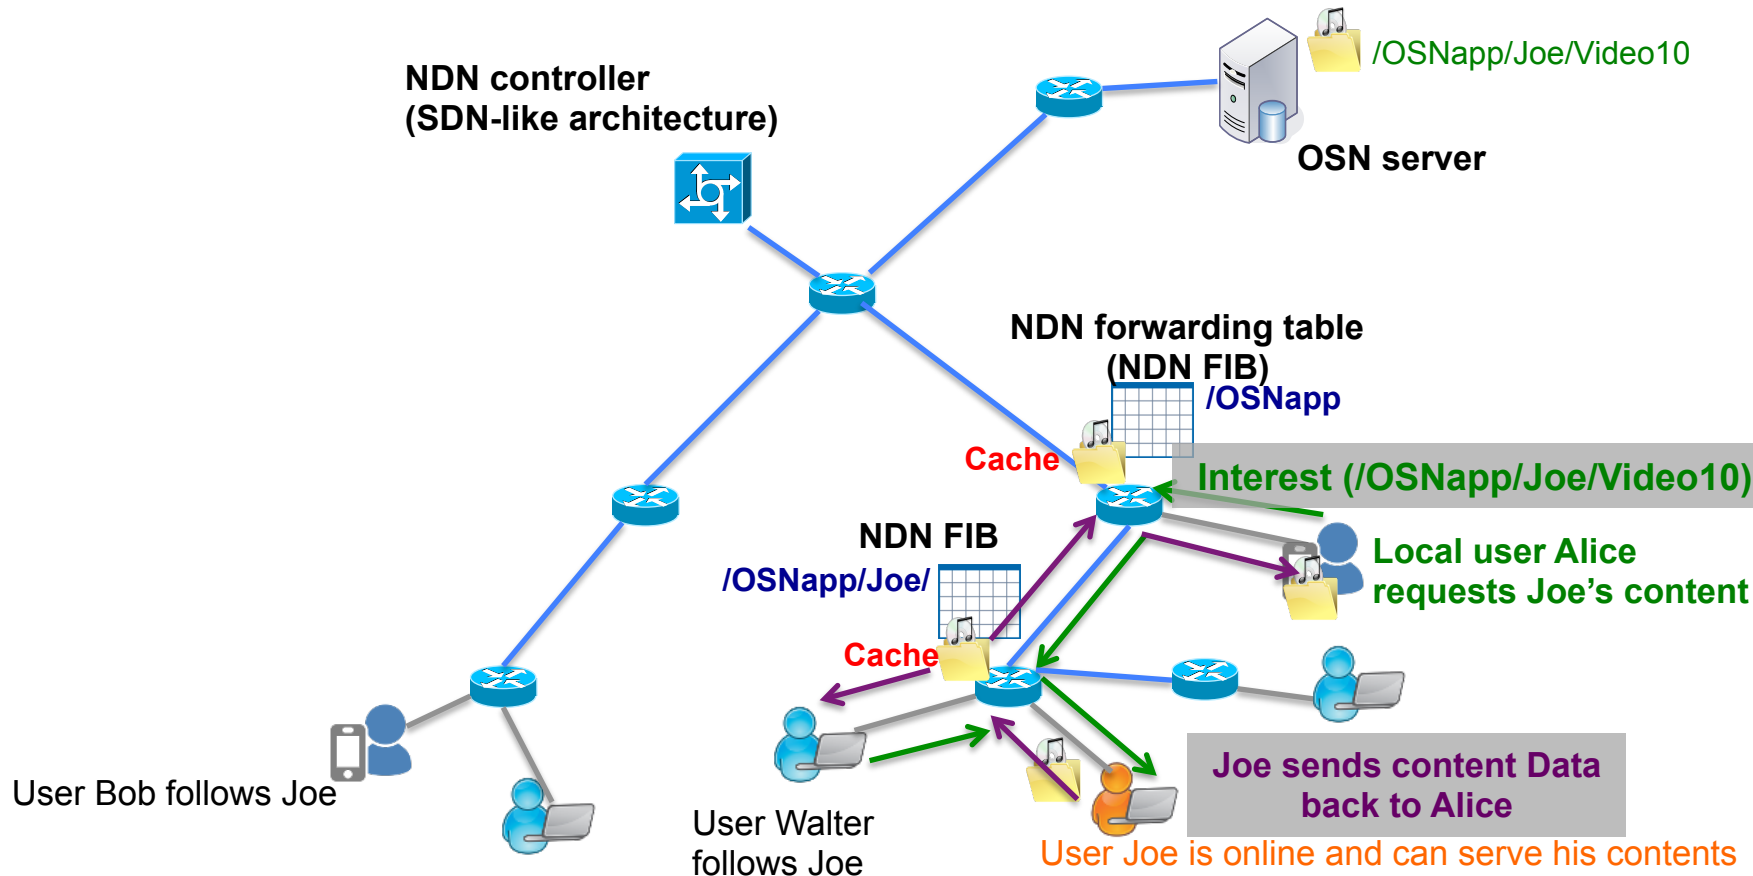 /OSNapp/Joe/Video10
NDN controller
(SDN-like architecture)
OSN server
NDN forwarding table
(NDN FIB)
/OSNapp
Cache
Interest (/OSNapp/Joe/Video10)
NDN FIB
/OSNapp/Joe/
Local user Alice
requests Joe's content
Cache
User Bob follows Joe
User Walter
follows Joe
Joe sends content Data
back to Alice
User Joe is online and can serve his contents